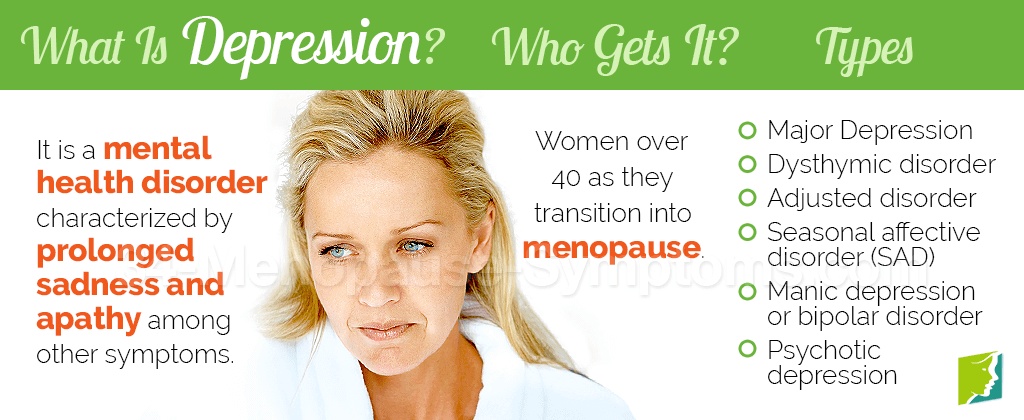 What Is Depression?
Who Gets It?
Types
It is a mental
health disorder
characterized by
prolonged
sadness and
apathy among
other symptoms.
Women over
40 as they
transition into
menopause.
Major Depression
Dysthymic disorder
Adjusted disorder
Seasonal affective
disorder (SAD)
Manic depression
or bipolar disorder
Psychotic
depression